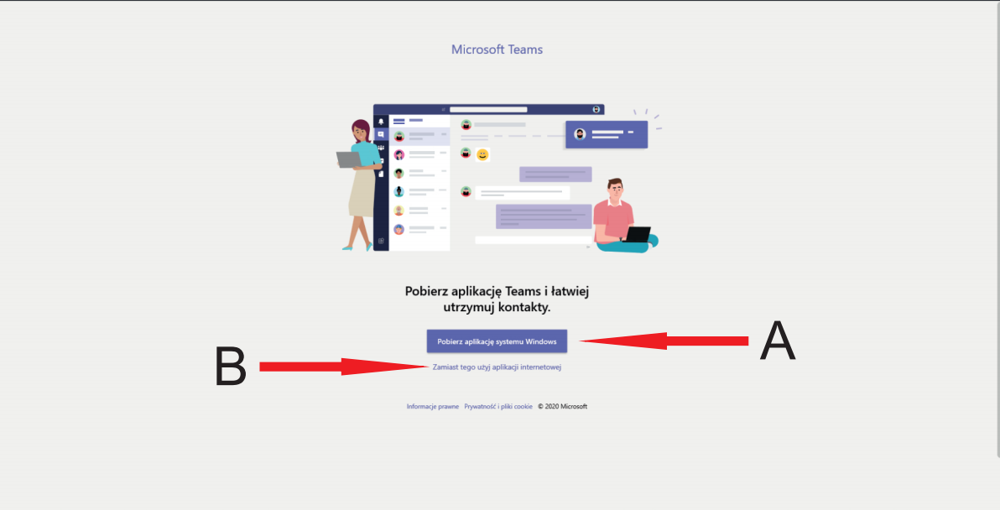 Microsoft Teams
Pobierz aplikację Teams i łatwiej
utrzymuj kontakty.
Pobierz aplikację systemu Windows
A
B
Zamiast tego użyj aplikacji internetowej
Informacje prawne Prywatność i pliki cookie © 2020 Microsoft